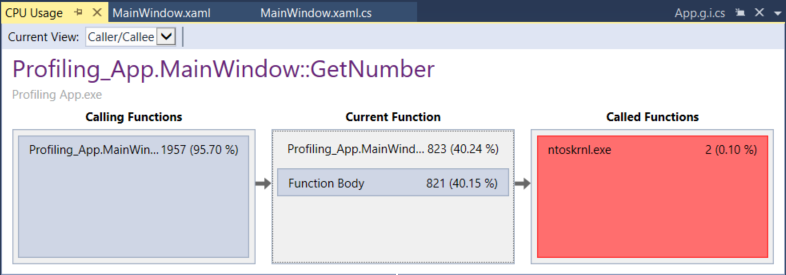 CPU Usage MainWindow.xaml MainWindow.xaml.cs App.g.i.cs
Current View: Caller/Callee
Profiling_App.MainWindow::GetNumber
Profiling App.exe
Calling Functions Current Function Called Functions
Profiling_App.MainWin... 1957 (95.70 %) Profiling_App.MainWind... 823 (40.24 %) ntoskrnl.exe 2 (0.10 %)
Function Body 821 (40.15 %)